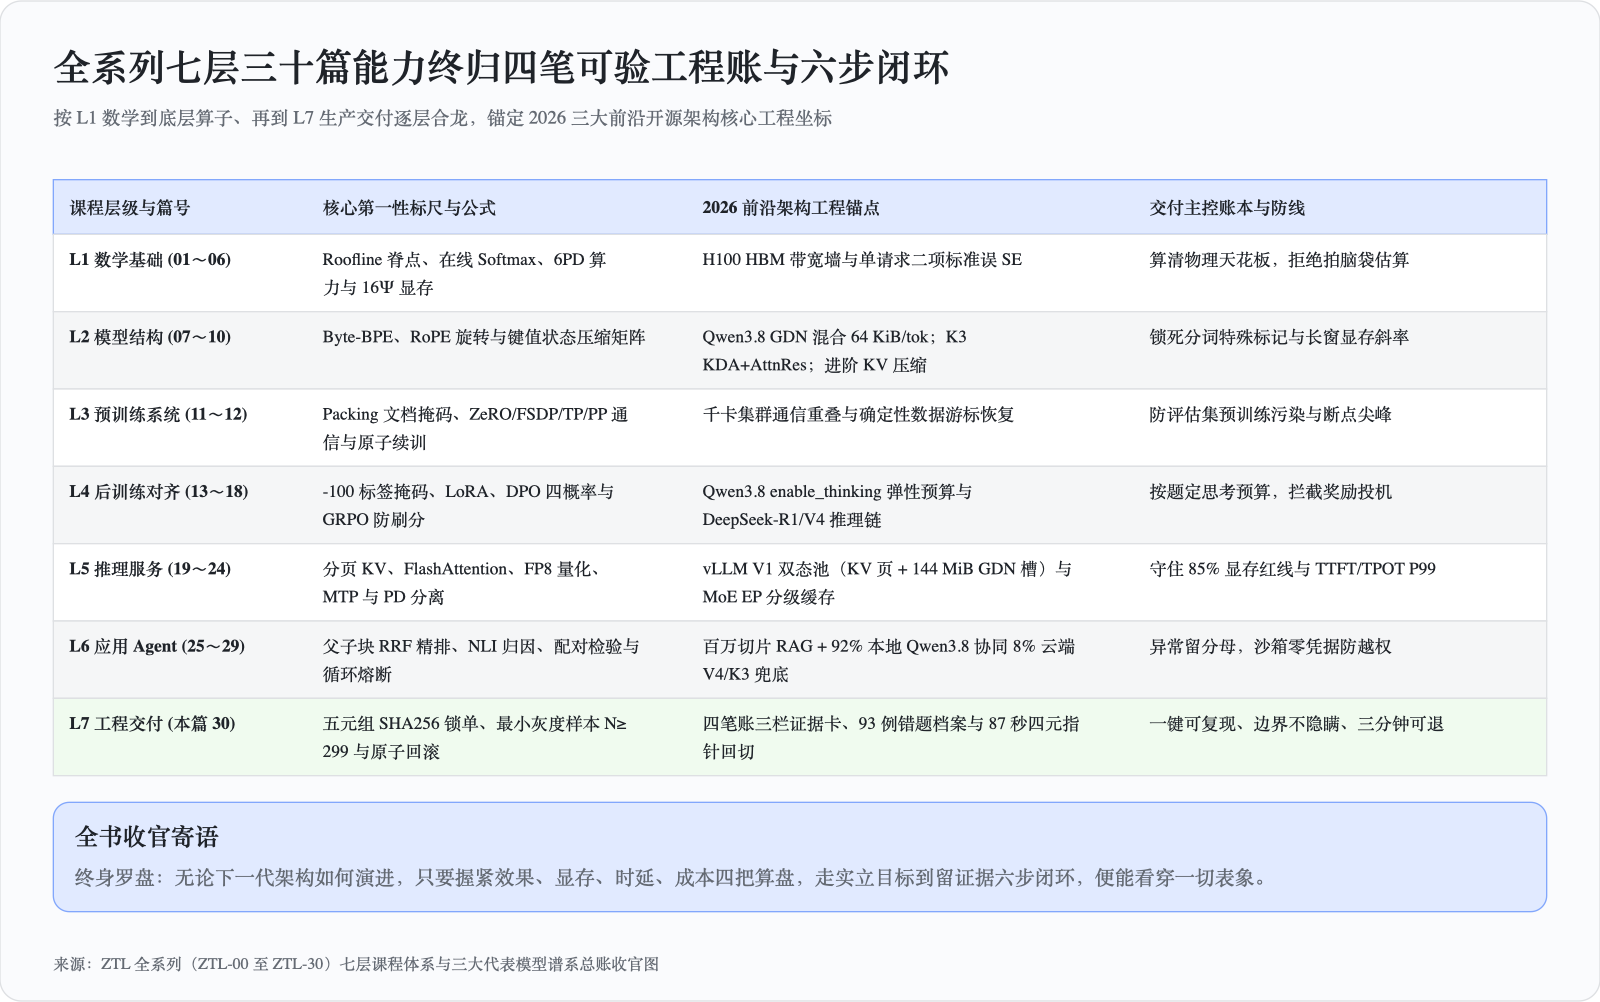 全系列七层三十篇能力终归四笔可验工程账与六步闭环
按 L1 数学到底层算子、再到 L7 生产交付逐层合龙，锚定 2026 三大前沿开源架构核心工程坐标
课程层级与篇号
核心第一性标尺与公式
2026 前沿架构工程锚点
交付主控账本与防线
L1 数学基础 (01～06)
Roofline 脊点、在线 Softmax、6PD 算
力与 16Ψ 显存
H100 HBM 带宽墙与单请求二项标准误 SE
算清物理天花板，拒绝拍脑袋估算
L2 模型结构 (07～10)
Byte-BPE、RoPE 旋转与键值状态压缩矩阵
Qwen3.8 GDN 混合 64 KiB/tok；K3
KDA+AttnRes；进阶 KV 压缩
锁死分词特殊标记与长窗显存斜率
L3 预训练系统 (11～12)
Packing 文档掩码、ZeRO/FSDP/TP/PP 通
信与原子续训
千卡集群通信重叠与确定性数据游标恢复
防评估集预训练污染与断点尖峰
L4 后训练对齐 (13～18)
-100 标签掩码、LoRA、DPO 四概率与
GRPO 防刷分
Qwen3.8 enable_thinking 弹性预算与
DeepSeek-R1/V4 推理链
按题定思考预算，拦截奖励投机
L5 推理服务 (19～24)
分页 KV、FlashAttention、FP8 量化、
MTP 与 PD 分离
vLLM V1 双态池（KV 页 + 144 MiB GDN 槽）与
MoE EP 分级缓存
守住 85% 显存红线与 TTFT/TPOT P99
L6 应用 Agent (25～29)
父子块 RRF 精排、NLI 归因、配对检验与
循环熔断
百万切片 RAG + 92% 本地 Qwen3.8 协同 8% 云端
V4/K3 兜底
异常留分母，沙箱零凭据防越权
L7 工程交付 (本篇 30)
五元组 SHA256 锁单、最小灰度样本 N≥
299 与原子回滚
四笔账三栏证据卡、93 例错题档案与 87 秒四元指
针回切
一键可复现、边界不隐瞒、三分钟可退
全书收官寄语
终身罗盘：无论下一代架构如何演进，只要握紧效果、显存、时延、成本四把算盘，走实立目标到留证据六步闭环，便能看穿一切表象。
来源：ZTL 全系列（ZTL-00 至 ZTL-30）七层课程体系与三大代表模型谱系总账收官图